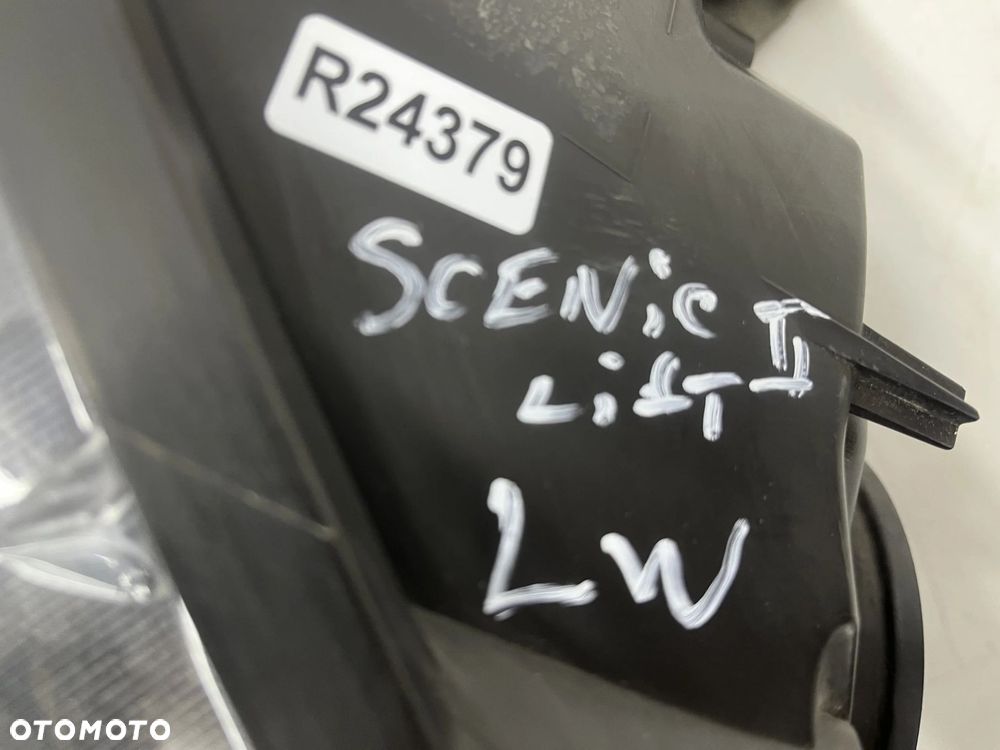 R24379
SCENiC II
LifT
LW
OTOMOTO